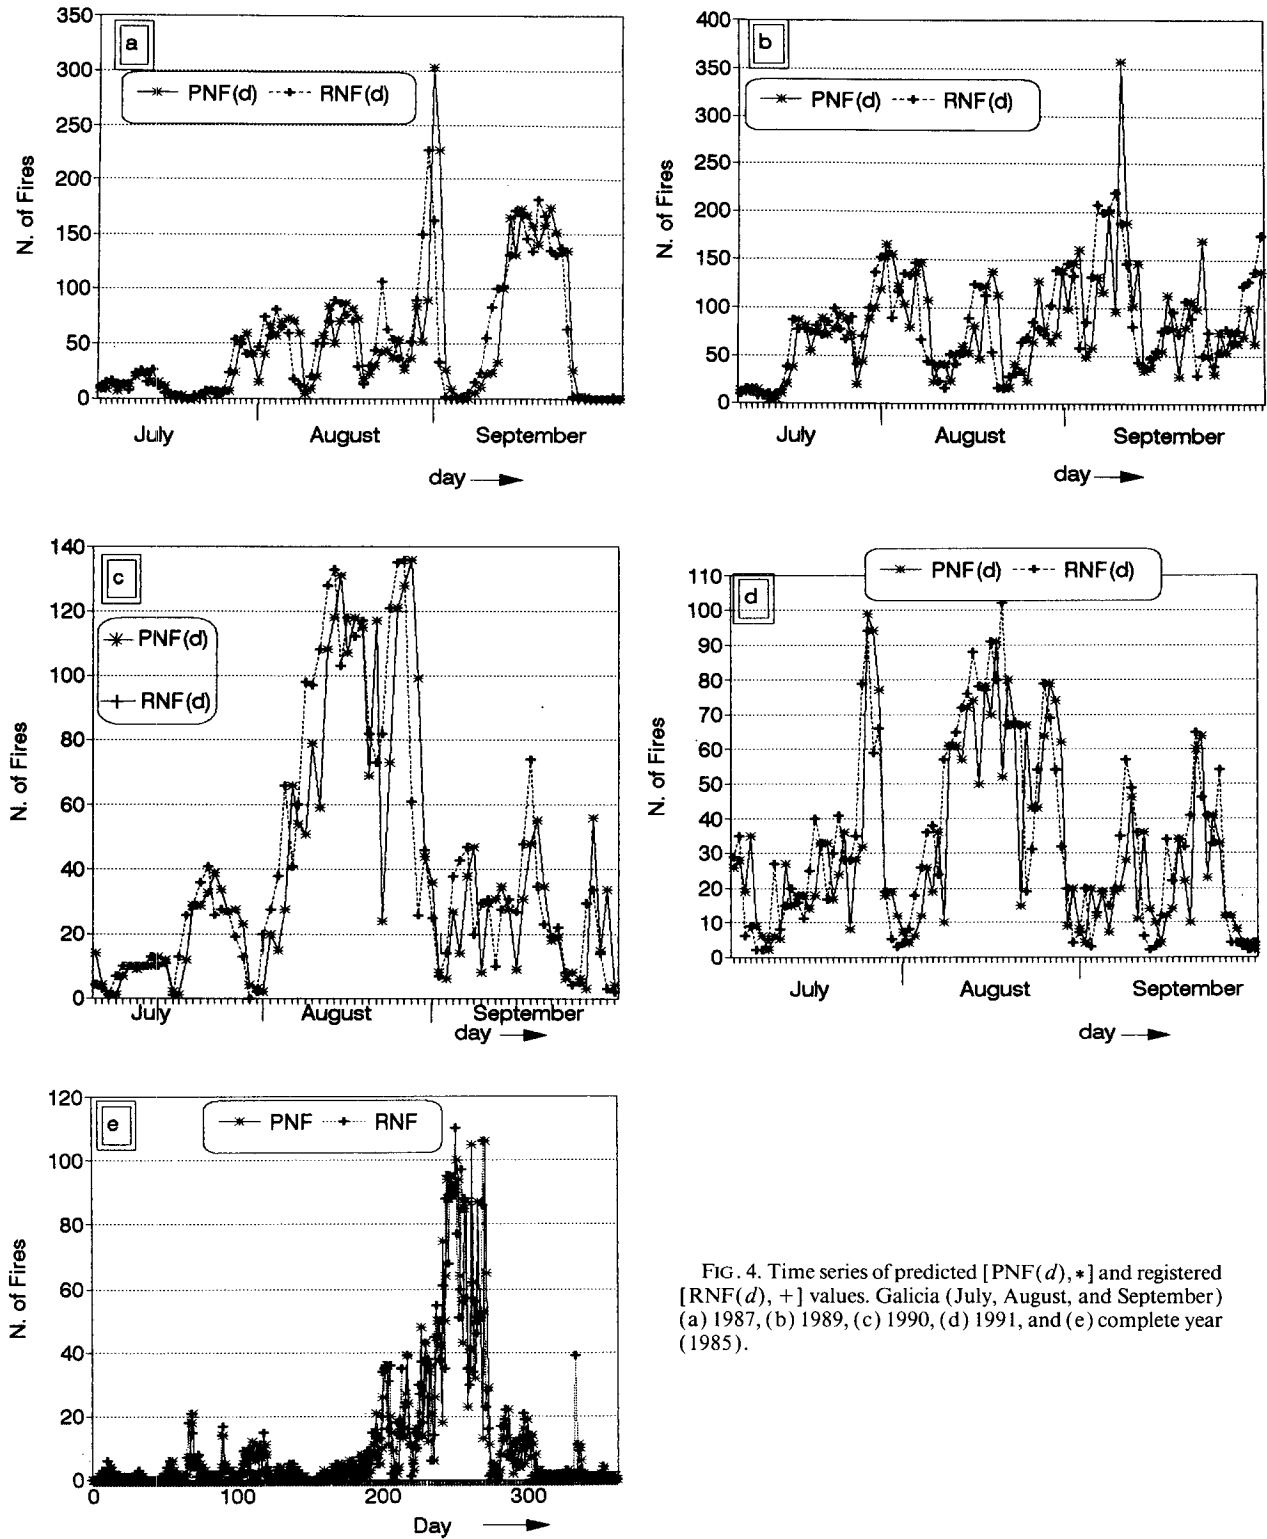 a
PNF(d) RNF(d)
N. of Fires
350
300
250
200
150
100
50
0
July August September
day
b
PNF(d) RNF(d)
N. of Fires
400
350
300
250
200
150
100
50
0
July August September
day
c
PNF(d)
RNF(d)
N. of Fires
140
120
100
80
60
40
20
0
July August September
day
d
PNF(d) RNF(d)
N. of Fires
110
100
90
80
70
60
50
40
30
20
10
0
July August September
day
e
PNF RNF
N. of Fires
120
100
80
60
40
20
0
0 100 200 300
Day
FIG. 4. Time series of predicted [PNF(d), *] and registered
[RNF(d), +] values. Galicia (July, August, and September)
(a) 1987, (b) 1989, (c) 1990, (d) 1991, and (e) complete year
(1985).